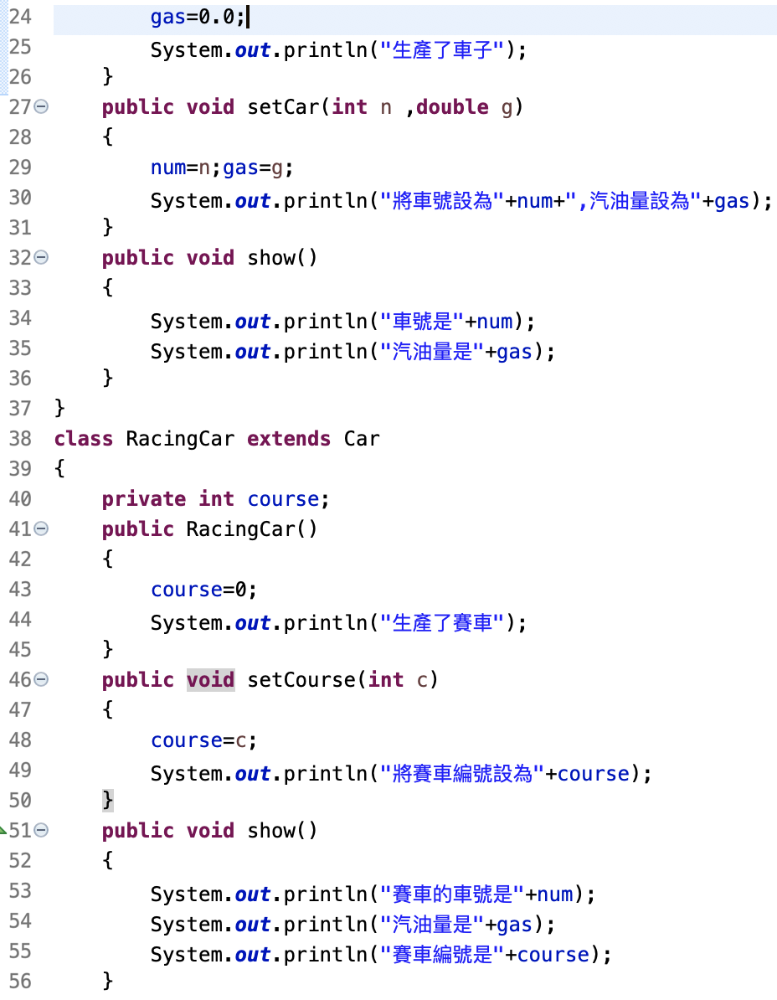 24 gas=0.0;
25 System.out.println("生產了車子");
26 }
27 public void setCar(int n ,double g)
28 {
29 num=n;gas=g;
30 System.out.println("將車號設為"+num+",汽油量設為"+gas);
31 }
32 public void show()
33 {
34 System.out.println("車號是"+num);
35 System.out.println("汽油量是"+gas);
36 }
37 }
38 class RacingCar extends Car
39 {
40 private int course;
41 public RacingCar()
42 {
43 course=0;
44 System.out.println("生產了賽車");
45 }
46 public void setCourse(int c)
47 {
48 course=c;
49 System.out.println("將賽車編號設為"+course);
50 }
51 public void show()
52 {
53 System.out.println("賽車的車號是"+num);
54 System.out.println("汽油量是"+gas);
55 System.out.println("賽車編號是"+course);
56 }